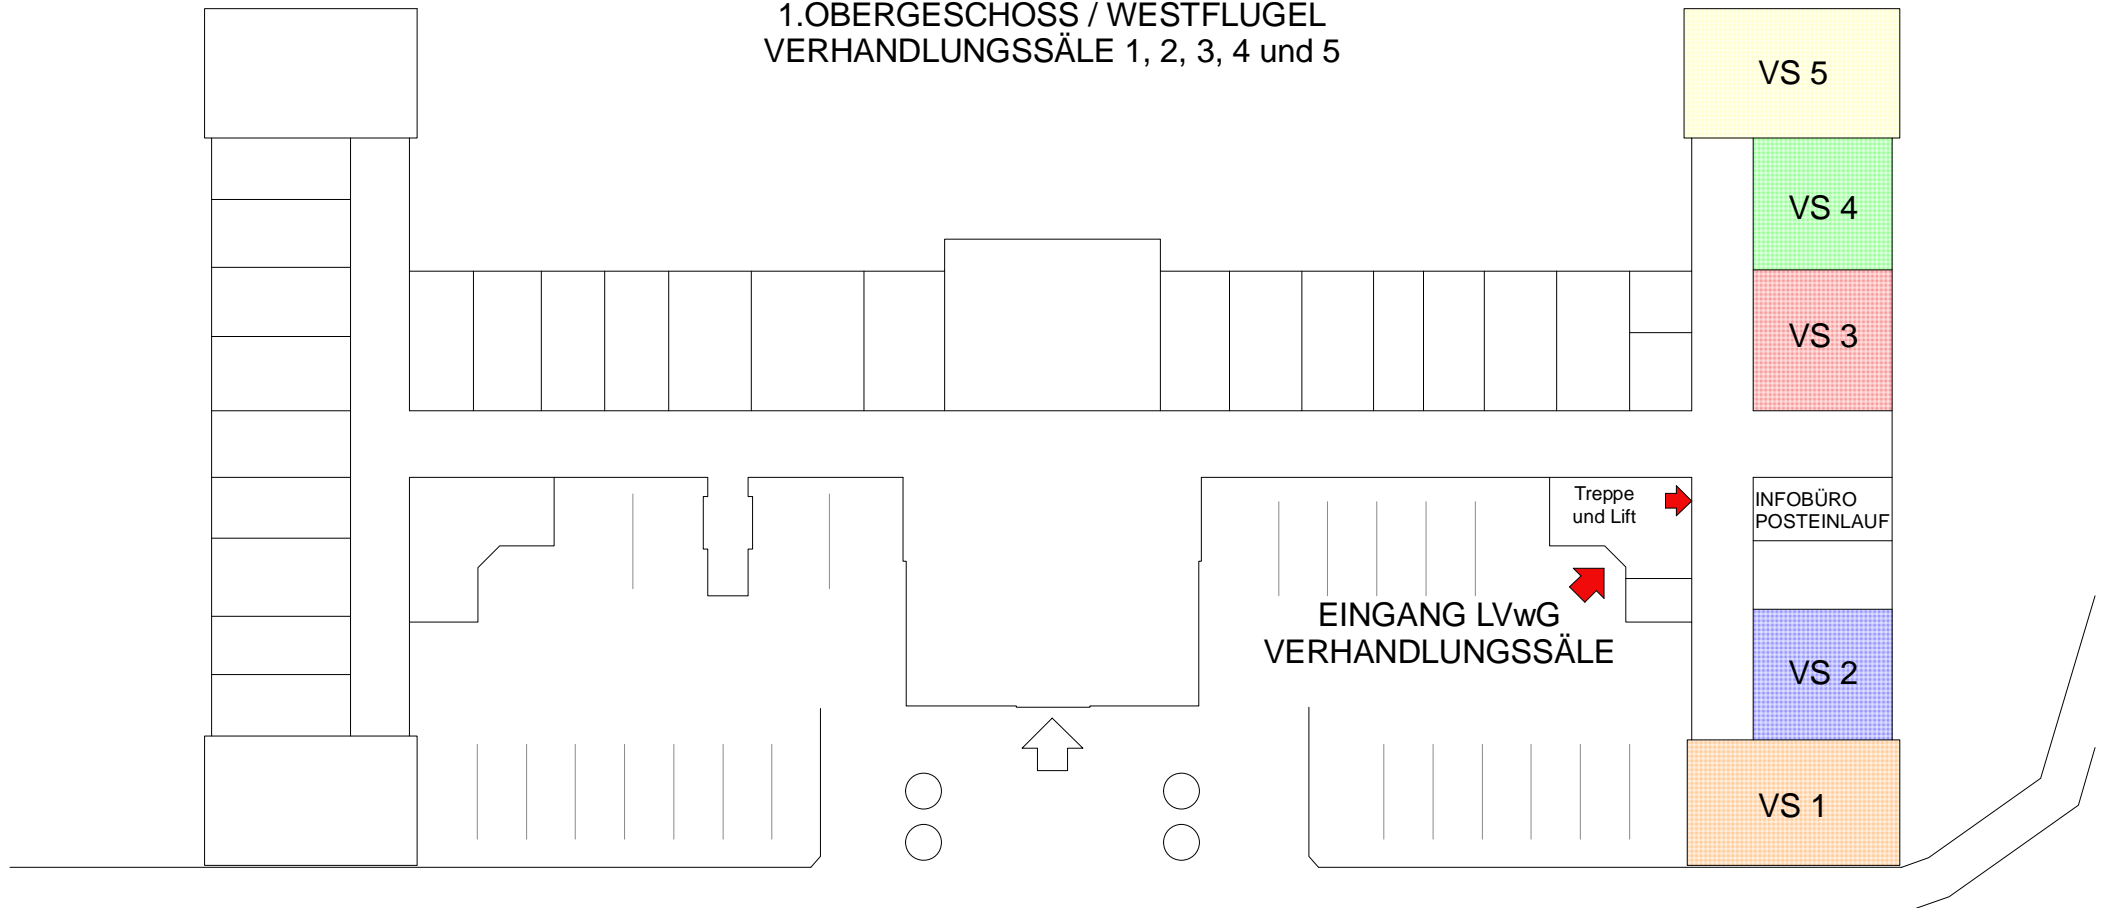 1.OBERGESCHOSS / WESTFLÜGEL
VERHANDLUNGSSÄLE 1, 2, 3, 4 und 5
VS 5
VS 4
VS 3
Treppe
und Lift
INFOBÜRO
POSTEINLAUF
EINGANG LVwG
VERHANDLUNGSSÄLE
VS 2
VS 1